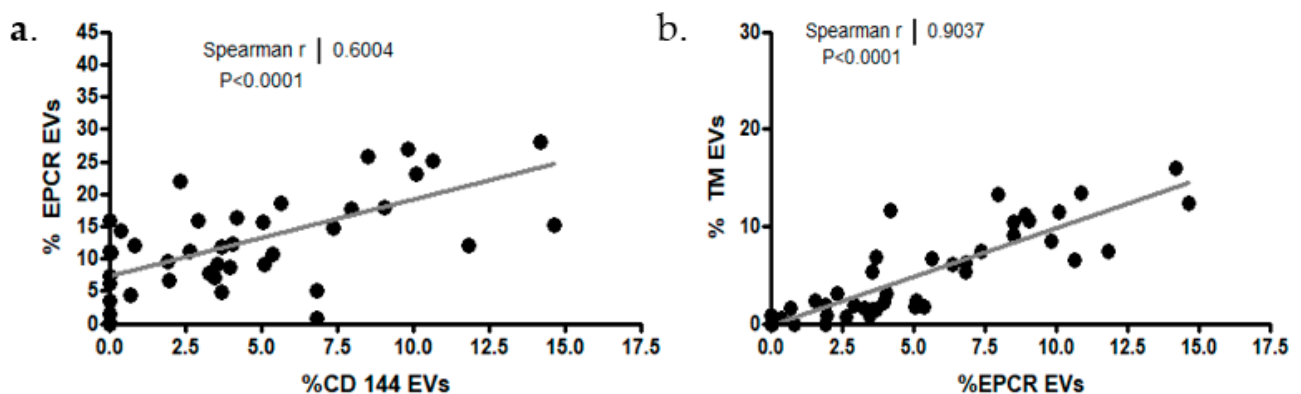 a.
Spearman r | 0.6004
P<0.0001
% EPCR EVs
45
40
35
30
25
20
15
10
5
0
0.0 2.5 5.0 7.5 10.0 12.5 15.0 17.5
%CD 144 EVs
b.
Spearman r | 0.9037
P<0.0001
% TM EVs
30
20
10
0
0.0 2.5 5.0 7.5 10.0 12.5 15.0 17.5
%EPCR EVs